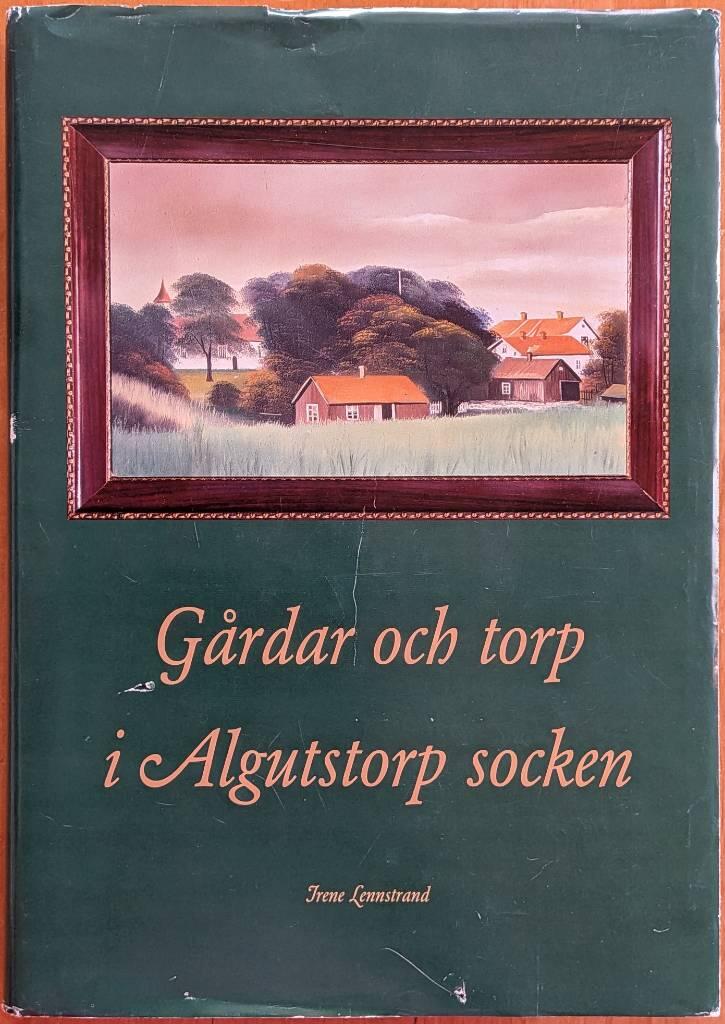 Gårdar och torp
i Algutstorp socken
Irene Lennstrand